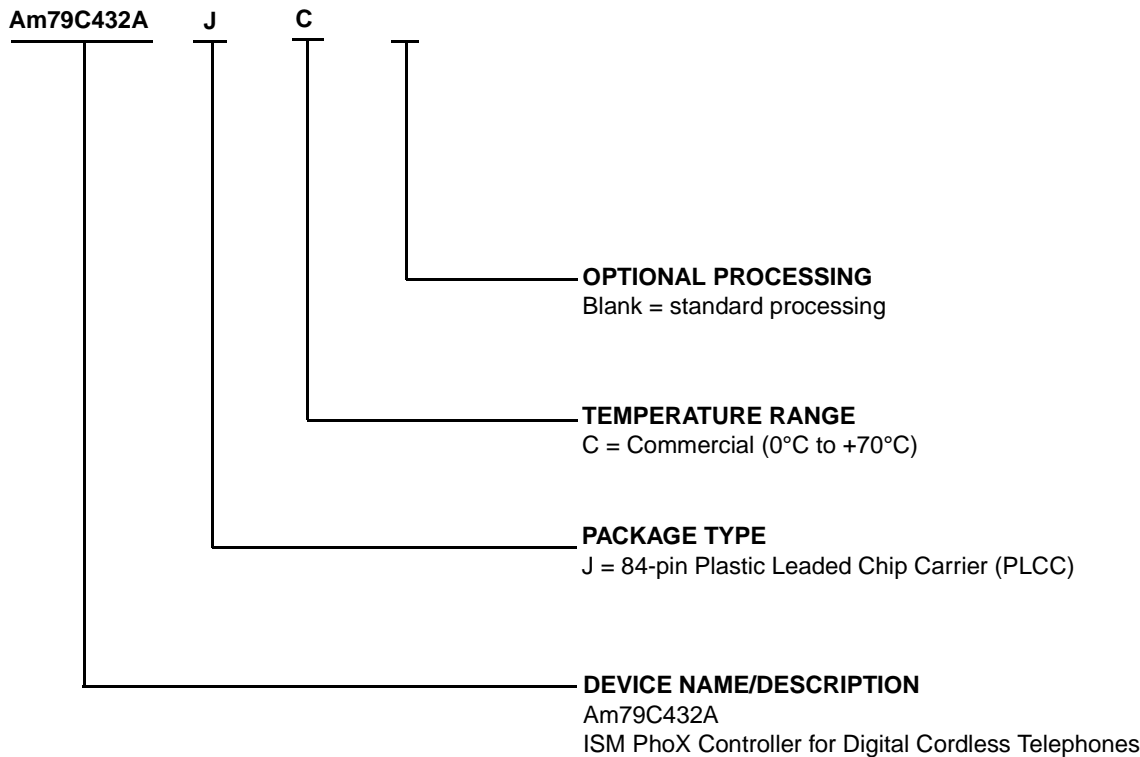 Am79C432A J C
OPTIONAL PROCESSING
Blank = standard processing
TEMPERATURE RANGE
C = Commercial (0°C to +70°C)
PACKAGE TYPE
J = 84-pin Plastic Leaded Chip Carrier (PLCC)
DEVICE NAME/DESCRIPTION
Am79C432A
ISM PhoX Controller for Digital Cordless Telephones